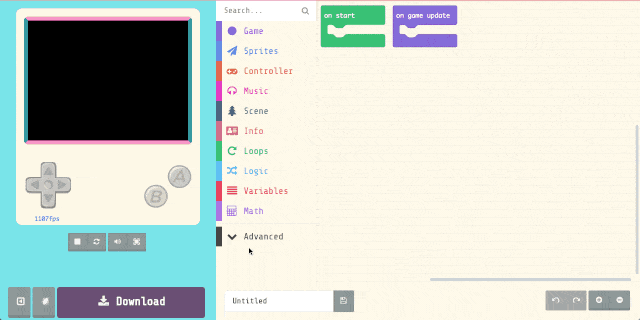 Search...
on start
on game update
Game
Sprites
Controller
Music
Scene
Info
Loops
Logic
Variables
Math
Advanced
A
B
1107fps
Download
Untitled